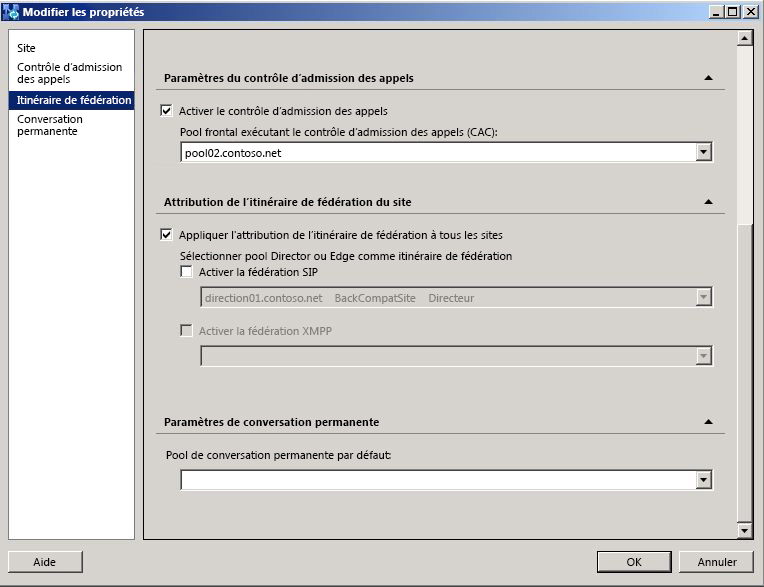 Modifier les propriétés
Site
Contrôle d'admission
des appels
Itinéraire de fédération
Conversation
permanente
Paramètres du contrôle d'admission des appels
Activer le contrôle d'admission des appels
Pool frontal exécutant le contrôle d'admission des appels (CAC):
pool02.contoso.net
Attribution de l'itinéraire de fédération du site
Appliquer l'attribution de l'itinéraire de fédération à tous les sites
Sélectionner pool Director ou Edge comme itinéraire de fédération
Activer la fédération SIP
direction01.contoso.net BackCompatSite Directeur
Activer la fédération XMPP
Paramètres de conversation permanente
Pool de conversation permanente par défaut:
Aide
OK
Annuler